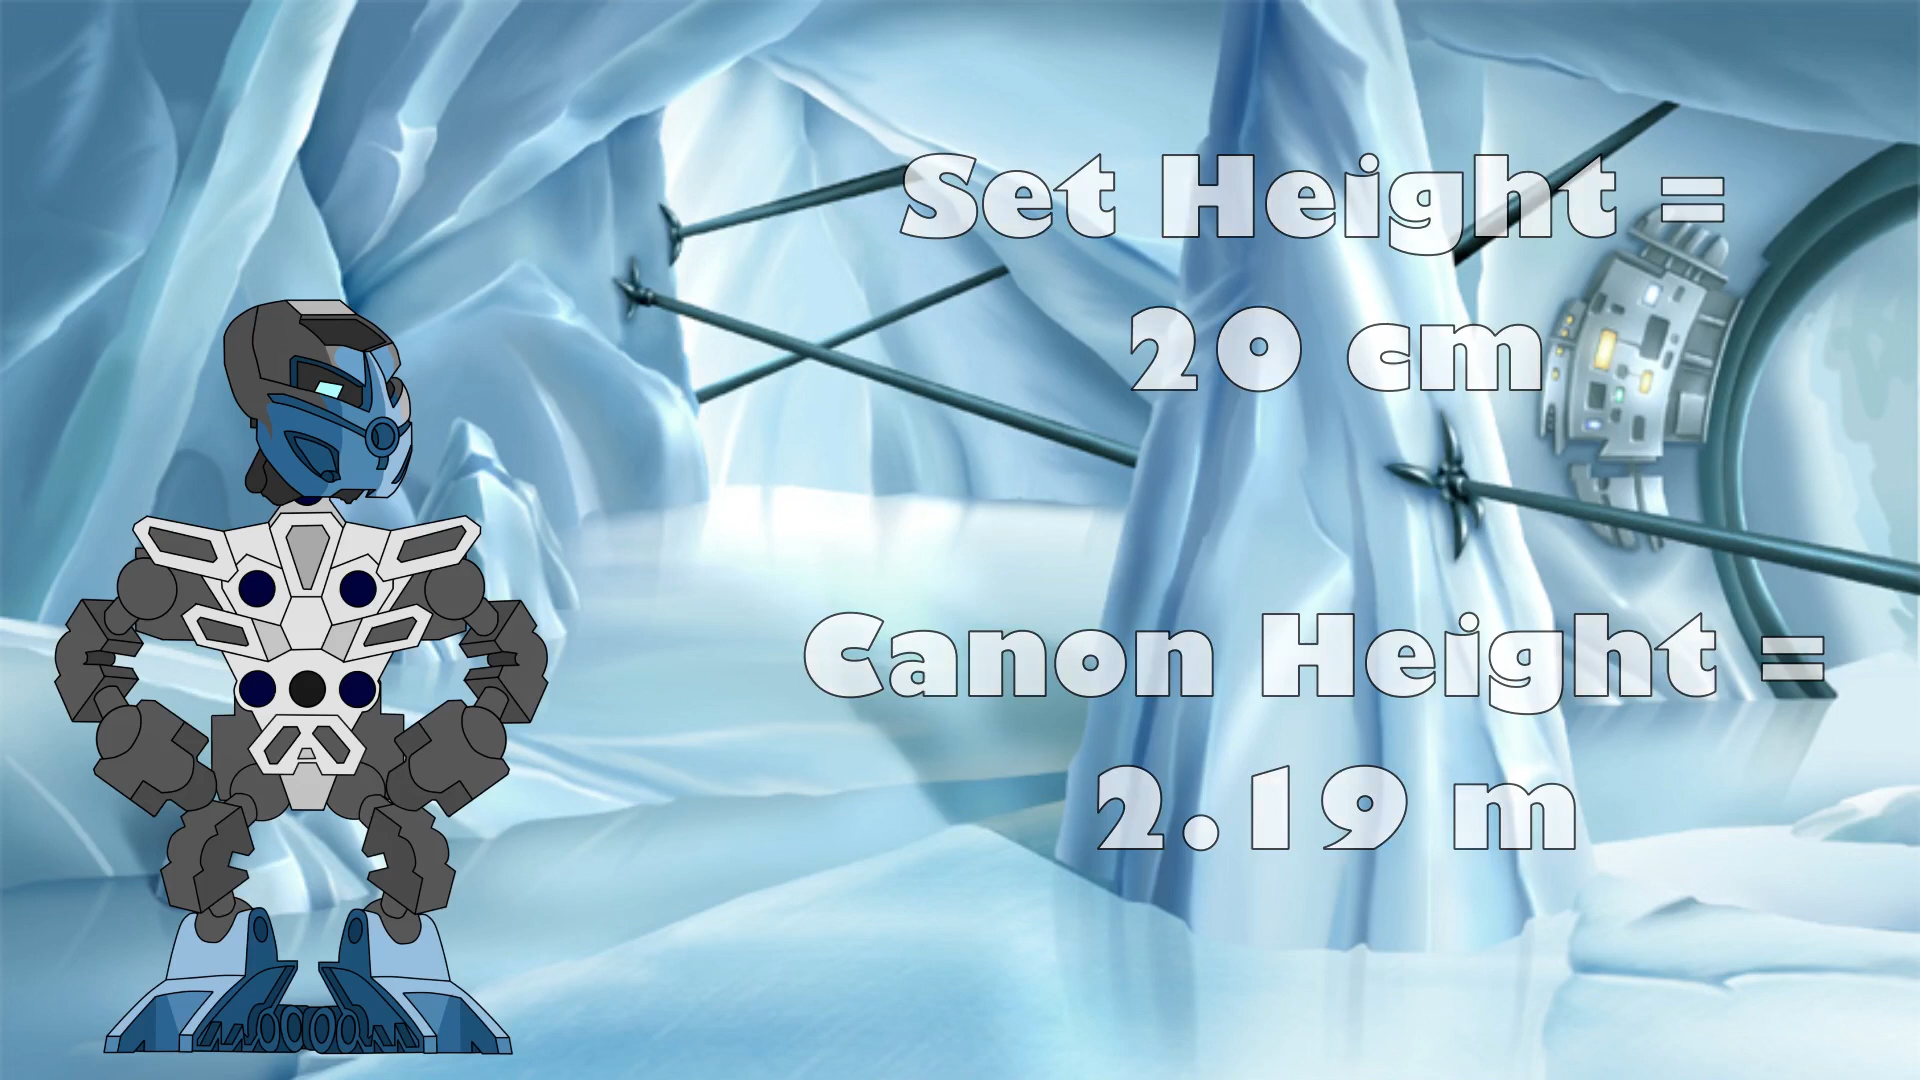 Set Height =
20 cm
Canon Height =
2.19 m